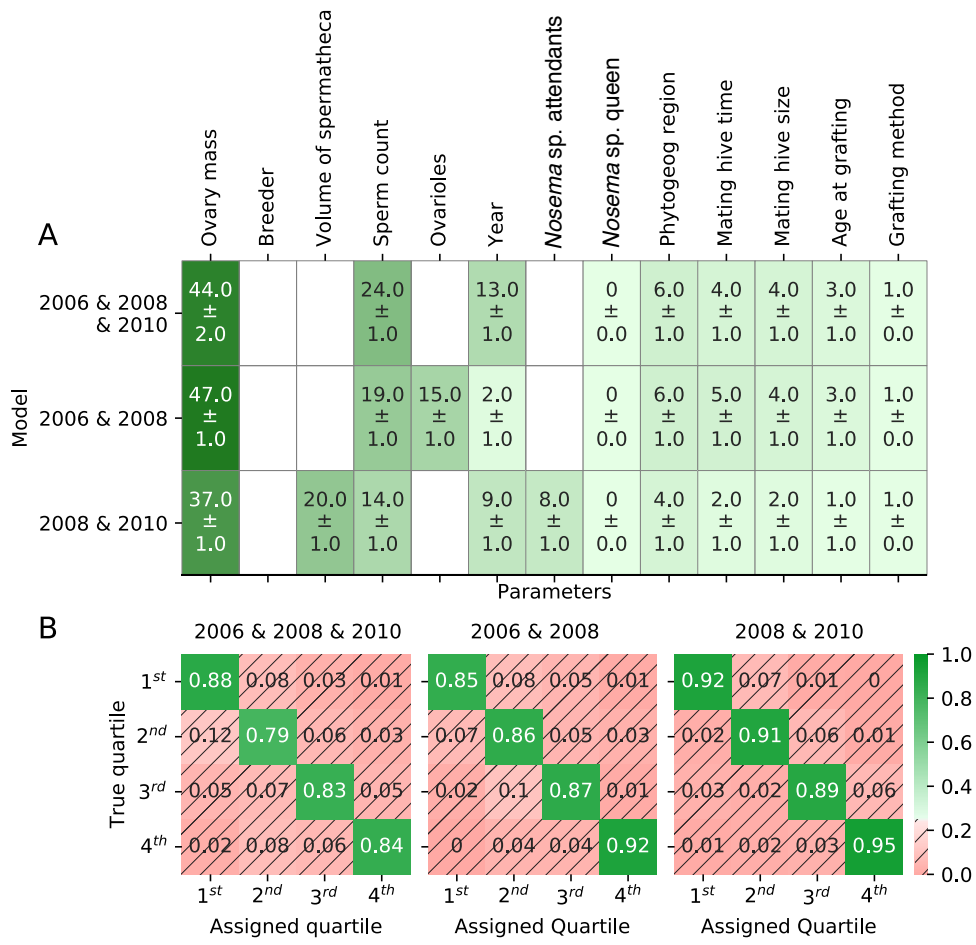 A
Ovary mass
Breeder
Volume of spermatheca
Sperm count
Ovarioles
Year
Nosema sp. attendants
Nosema sp. queen
Phytogeog region
Mating hive time
Mating hive size
Age at grafting
Grafting method
Model
2006 & 2008
& 2010
44.0 24.0 13.0 0 6.0 4.0 4.0 3.0 1.0
± ± ± ± ± ± ± ± ±
2.0 1.0 1.0 0.0 1.0 1.0 1.0 1.0 0.0
2006 & 2008
47.0 19.0 15.0 2.0 0 6.0 5.0 4.0 3.0 1.0
± ± ± ± ± ± ± ± ± ±
1.0 1.0 1.0 1.0 0.0 1.0 1.0 1.0 1.0 0.0
2008 & 2010
37.0 20.0 14.0 9.0 8.0 0 4.0 2.0 2.0 1.0 1.0
± ± ± ± ± ± ± ± ± ± ±
1.0 1.0 1.0 1.0 1.0 0.0 1.0 1.0 1.0 1.0 0.0
Parameters
B
2006 & 2008 & 2010 2006 & 2008 2008 & 2010
True quartile
1st 0.88 0.08 0.03 0.01 0.85 0.08 0.05 0.01 0.92 0.07 0.01 0
2nd 0.12 0.79 0.06 0.03 0.07 0.86 0.05 0.03 0.02 0.91 0.06 0.01
3rd 0.05 0.07 0.83 0.05 0.02 0.1 0.87 0.01 0.03 0.02 0.89 0.06
4th 0.02 0.08 0.06 0.84 0 0.04 0.04 0.92 0.01 0.02 0.03 0.95
1st 2nd 3rd 4th 1st 2nd 3rd 4th 1st 2nd 3rd 4th
Assigned quartile Assigned Quartile Assigned Quartile
1.0
0.8
0.6
0.4
0.2
0.0